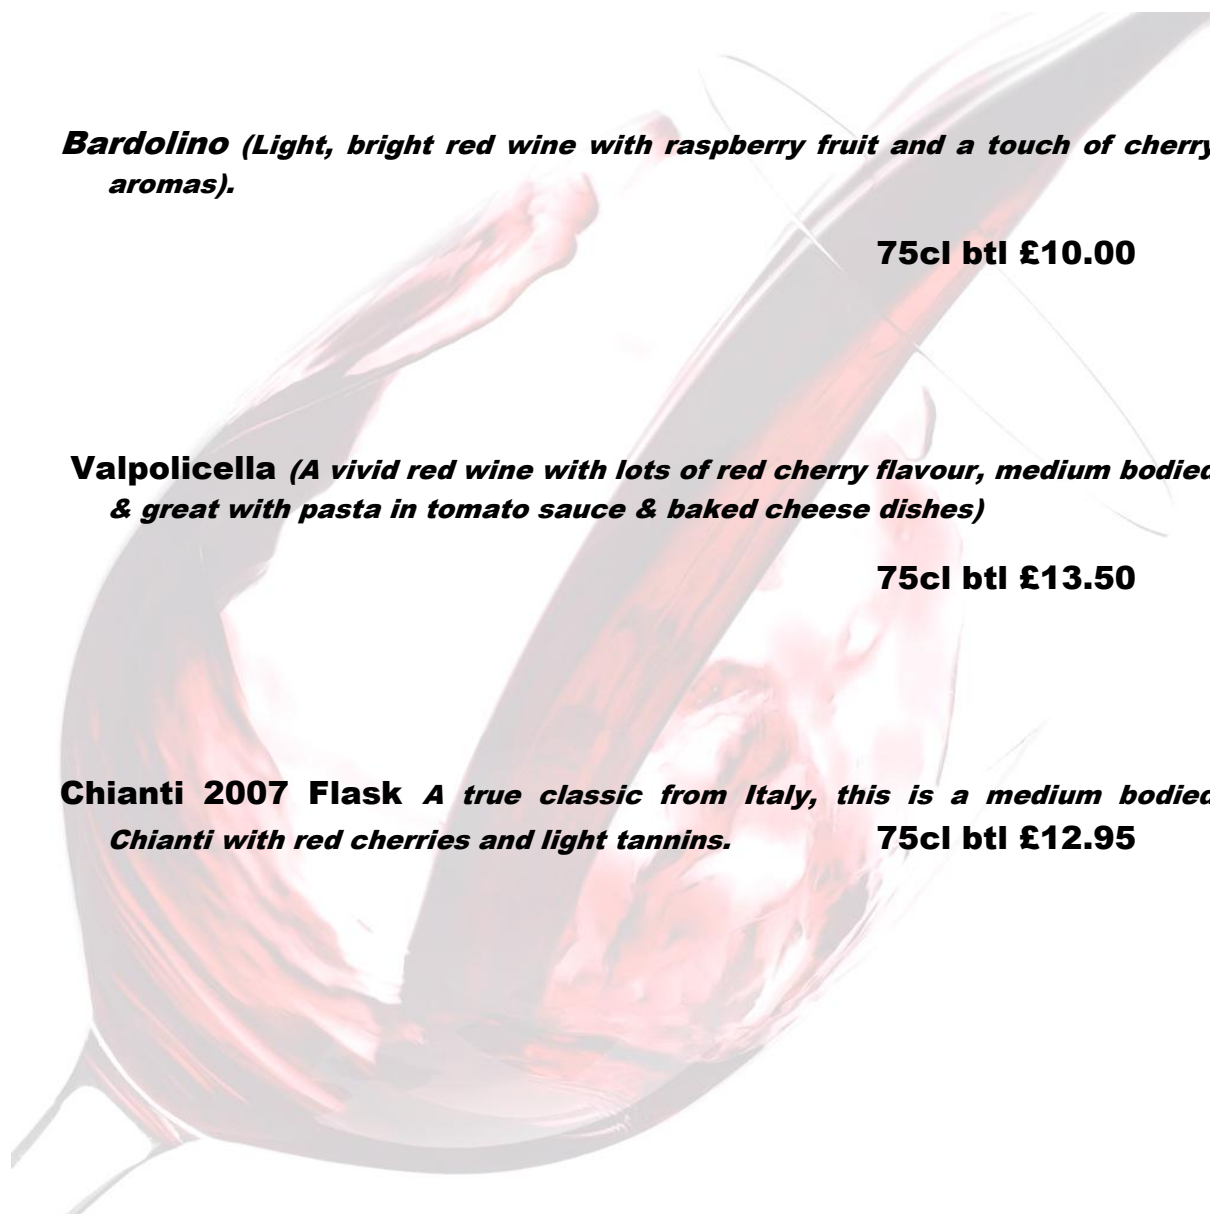 Bardolino (Light, bright red wine with raspberry fruit and a touch of cherry
aromas).
75cl btl £10.00
Valpolicella (A vivid red wine with lots of red cherry flavour, medium bodied
& great with pasta in tomato sauce & baked cheese dishes)
75cl btl £13.50
Chianti 2007 Flask A true classic from Italy, this is a medium bodied
Chianti with red cherries and light tannins. 75cl btl £12.95